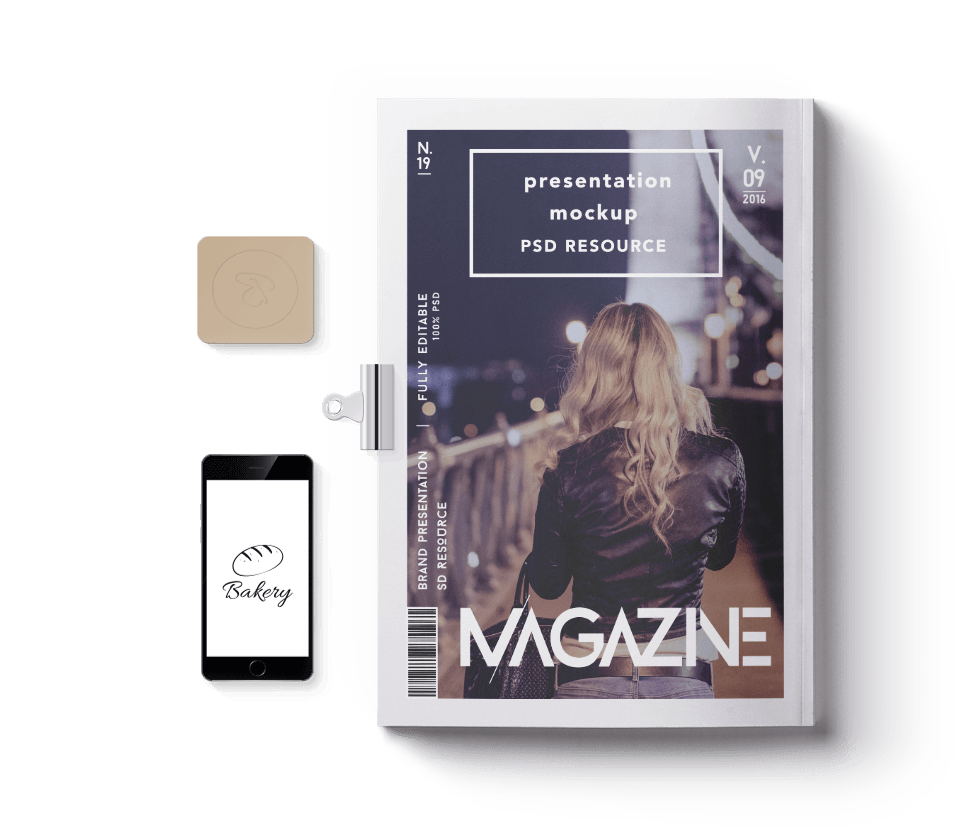 N.
19
presentation
mockup
PSD RESOURCE
V.
09
2016
FULLY EDITABLE
100% PSD
BRAND PRESENTATION |
SD RESOURCE
MAGAZINE
Bakery